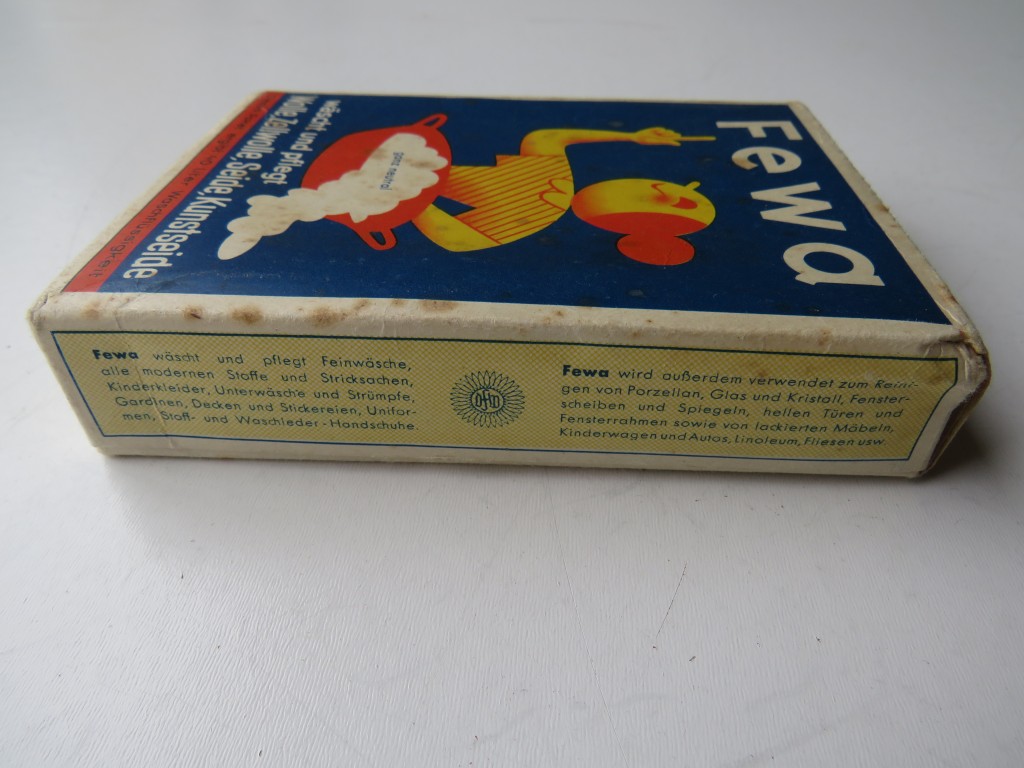 Fewa
ganz neutral
wäscht und pflegt
Wolle, Zellwolle, Seide, Kunstseide
Fewa wäscht und pflegt Feinwäsche,
alle modernen Stoffe und Stricksachen,
Kinderkleider, Unterwäsche und Strümpfe,
Gardinen, Decken und Stickereien, Unifor-
men, Stoff- und Waschleder-Handschuhe.
Fewa wird außerdem verwendet zum Reini-
gen von Porzellan, Glas und Kristall, Fenster-
scheiben und Spiegeln, hellen Türen und
Fensterrahmen sowie von lackierten Möbeln,
Kinderwagen und Autos, Linoleum, Fliesen usw.